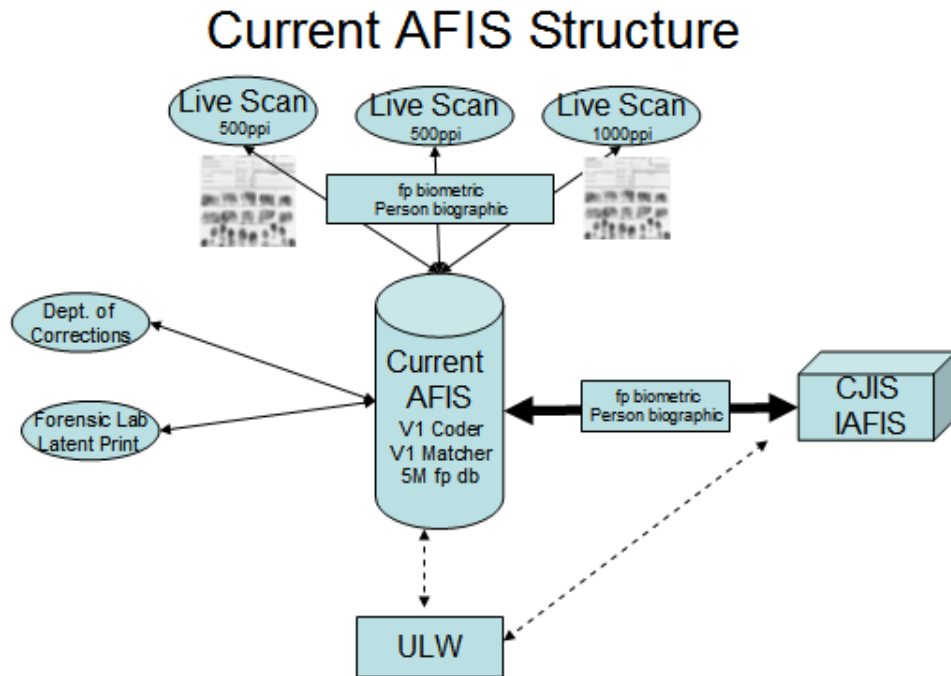 Current AFIS Structure
Live Scan
500ppi
Live Scan
500ppi
Live Scan
1000ppi
fp biometric
Person biographic
Dept. of
Corrections
Forensic Lab
Latent Print
Current
AFIS
V1 Coder
V1 Matcher
5M fp db
fp biometric
Person biographic
CJIS
IAFIS
ULW